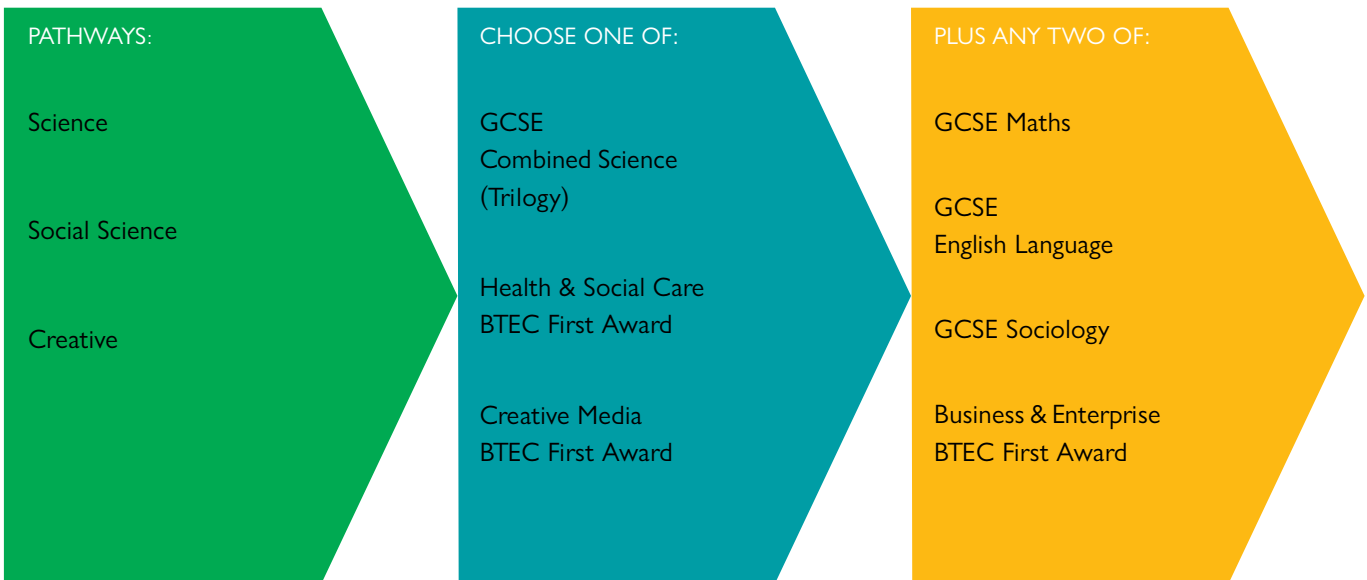 PATHWAYS:
Science
Social Science
Creative
CHOOSE ONE OF:
GCSE
Combined Science
(Trilogy)
Health & Social Care
BTEC First Award
Creative Media
BTEC First Award
PLUS ANY TWO OF:
GCSE Maths
GCSE
English Language
GCSE Sociology
Business & Enterprise
BTEC First Award